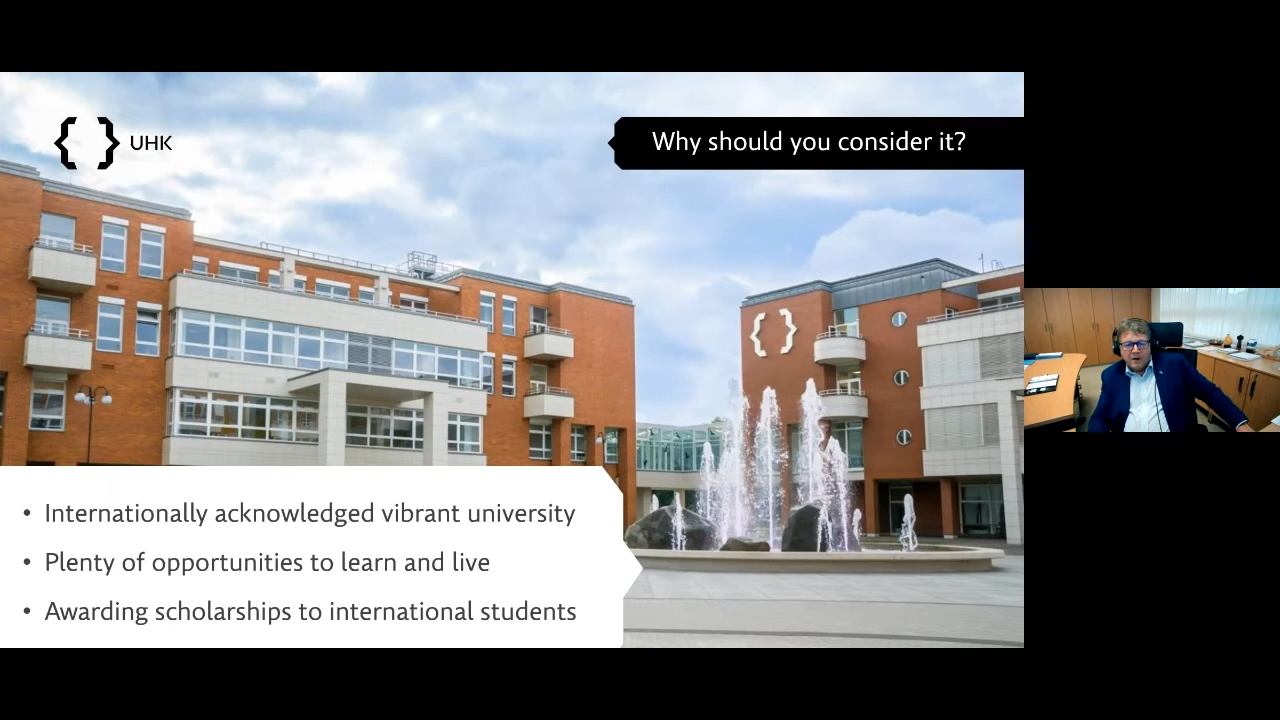 UHK
Why should you consider it?
• Internationally acknowledged vibrant university
• Plenty of opportunities to learn and live
• Awarding scholarships to international students